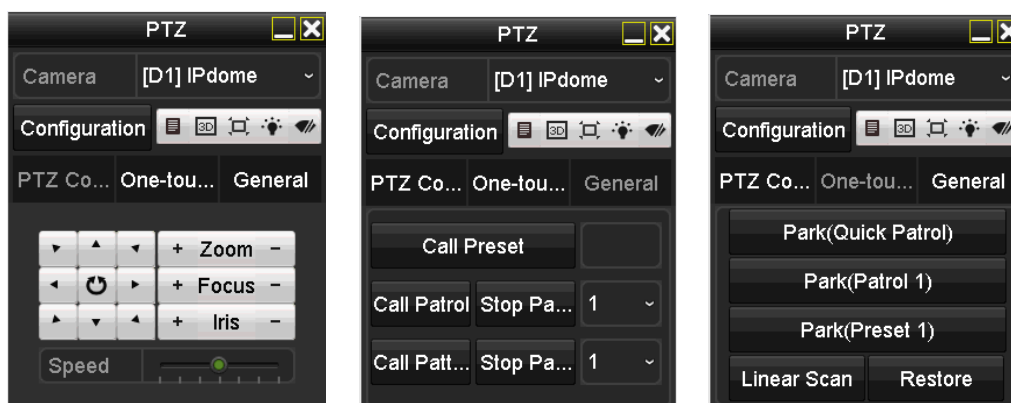 PTZ
Camera [D1] IPdome
Configuration 3D
PTZ Co... One-tou... General
+ Zoom -
+ Focus -
+ Iris -
Speed
PTZ
Camera [D1] IPdome
Configuration 3D
PTZ Co... One-tou... General
Call Preset
Call Patrol Stop Pa... 1
Call Patt... Stop Pa... 1
PTZ
Camera [D1] IPdome
Configuration 3D
PTZ Co... One-tou... General
Park(Quick Patrol)
Park(Patrol 1)
Park(Preset 1)
Linear Scan Restore